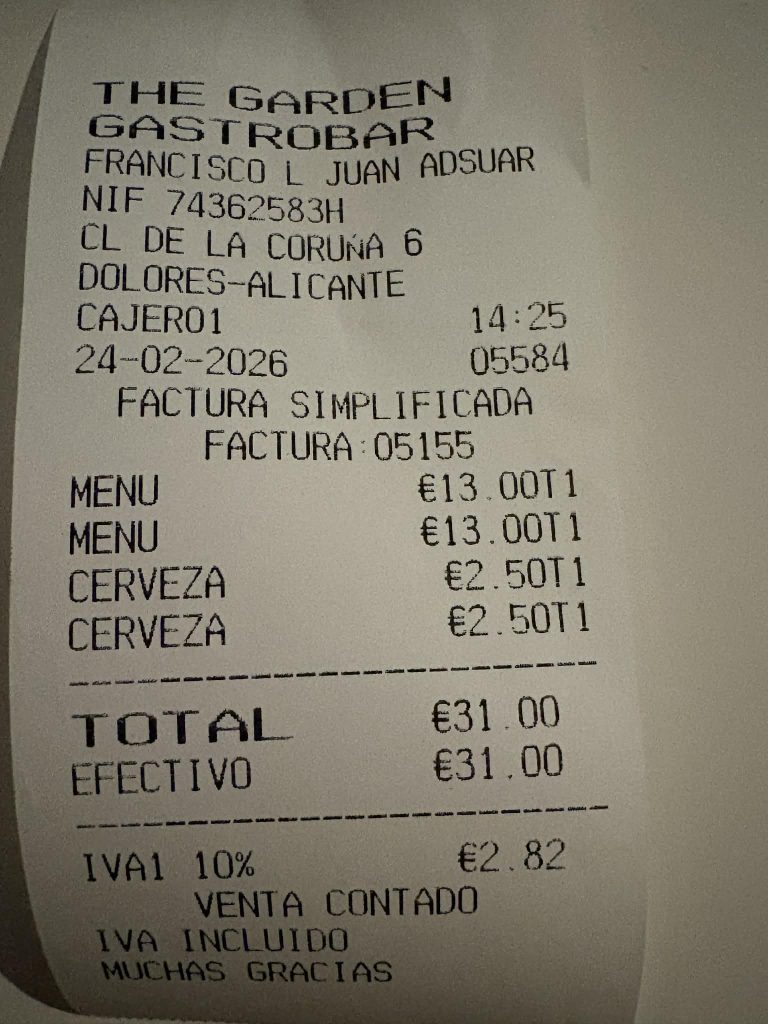 THE GARDEN
GASTROBAR
FRANCISCO L JUAN ADSUAR
NIF 74362583H
CL DE LA CORUÑA 6
DOLORES-ALICANTE
CAJERO1 14:25
24-02-2026 05584
FACTURA SIMPLIFICADA
FACTURA:05155
MENU €13.00T1
MENU €13.00T1
CERVEZA €2.50T1
CERVEZA €2.50T1
TOTAL €31.00
EFECTIVO €31.00
IVA1 10% €2.82
VENTA CONTADO
IVA INCLUIDO
MUCHAS GRACIAS